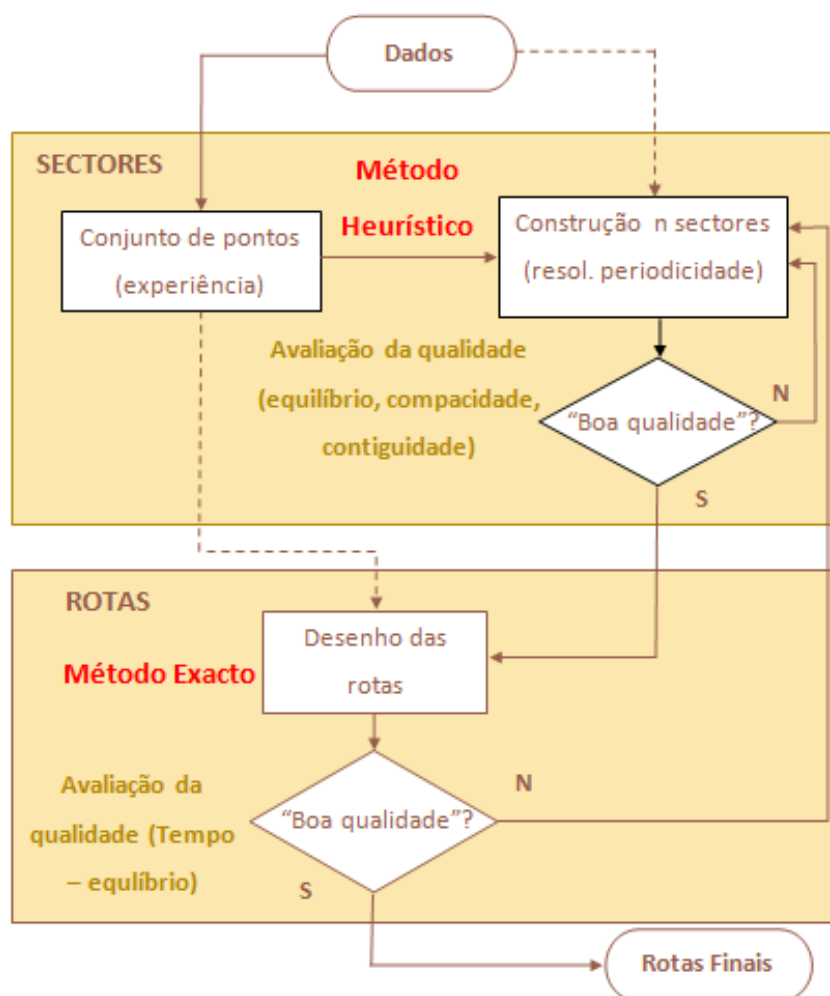 Dados
SECTORES
Método
Heurístico
Conjunto de pontos
(experiência)
Construção n sectores
(resol. periodicidade)
Avaliação da qualidade
(equilíbrio, compacidade,
contiguidade)
“Boa qualidade”?
N
S
ROTAS
Desenho das
rotas
Método Exacto
Avaliação da
qualidade (Tempo
– equlíbrio)
“Boa qualidade”?
N
S
Rotas Finais